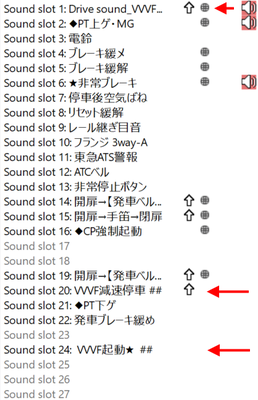 Sound slot 1: Drive sound_VVVF...
Sound slot 2: ◆PT上ゲ・MG
Sound slot 3: 電鈴
Sound slot 4: ブレーキ緩メ
Sound slot 5: ブレーキ緩解
Sound slot 6: ★非常ブレーキ
Sound slot 7: 停車後空気ばね
Sound slot 8: リセット緩解
Sound slot 9: レール継ぎ目音
Sound slot 10: フランジ 3way-A
Sound slot 11: 東急ATS警報
Sound slot 12: ATCベル
Sound slot 13: 非常停止ボタン
Sound slot 14: 開扉→【発車ベル...
Sound slot 15: 開扉→手笛→閉扉
Sound slot 16: ◆CP強制起動
Sound slot 17
Sound slot 18
Sound slot 19: 開扉→【発車ベル...
Sound slot 20: VVVF減速停車 ##
Sound slot 21: ◆PT下ゲ
Sound slot 22: 発車ブレーキ緩め
Sound slot 23
Sound slot 24: VVVF起動★ ##
Sound slot 25
Sound slot 26
Sound slot 27